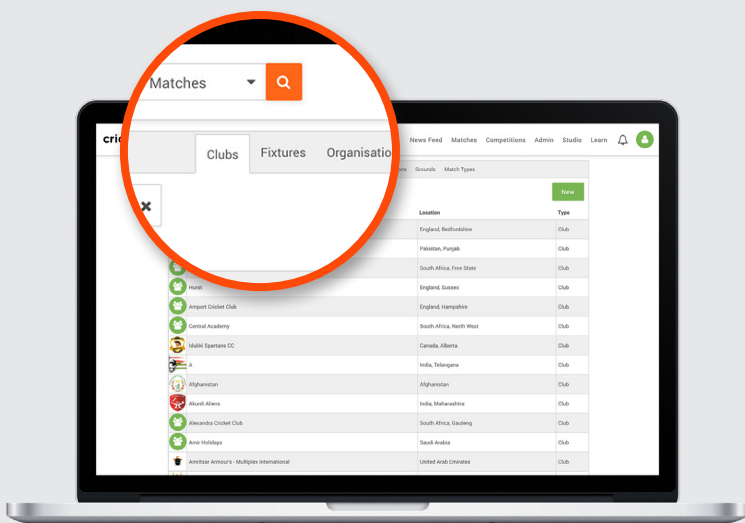 Matches
Clubs Fixtures Organisatio
cric
News Feed Matches Competitions Admin Studio Learn
Grounds Match Types
New
Location Type
England, Bedfordshire Club
Pakistan, Punjab Club
South Africa, Free State Club
Hurst England, Sussex Club
Amport Cricket Club England, Hampshire Club
Central Academy South Africa, North West Club
Idukki Spartans CC Canada, Alberta Club
A India, Telangana Club
Afghanistan Afghanistan Club
Akurdi Aliens India, Maharashtra Club
Alexandra Cricket Club South Africa, Gauteng Club
Amir Holidays Saudi Arabia Club
Amritsar Armour's - Multiplex International United Arab Emirates Club